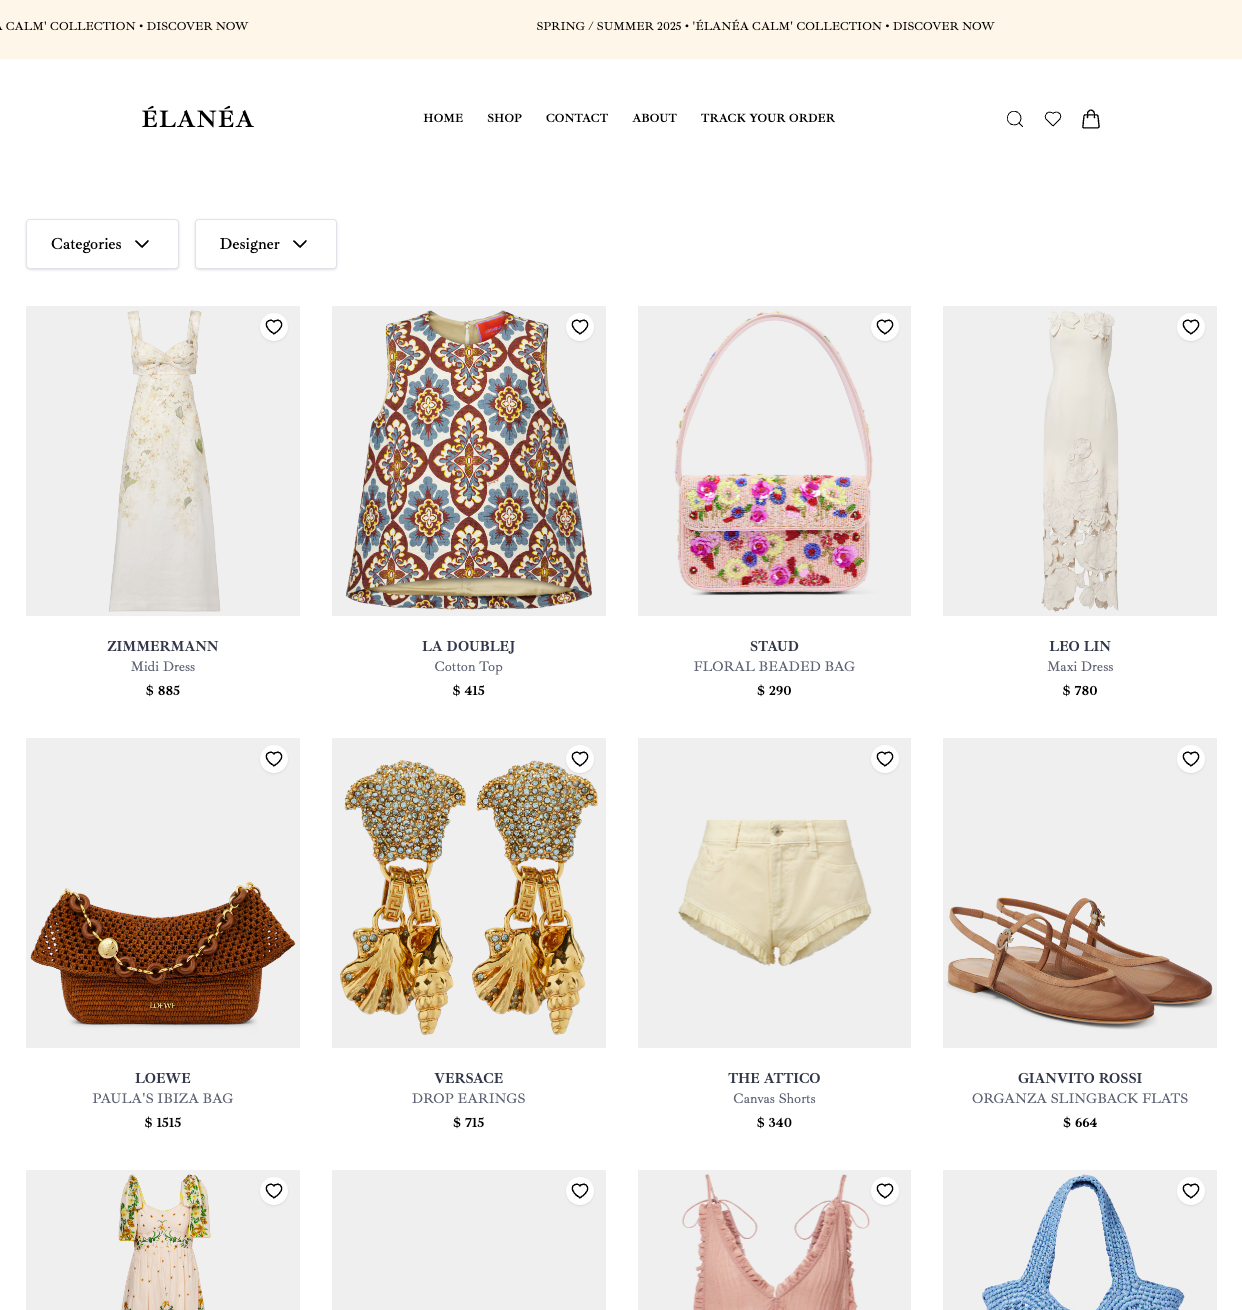 CALM' COLLECTION • DISCOVER NOW
SPRING / SUMMER 2025 • 'ÉLANÉA CALM' COLLECTION • DISCOVER NOW
ÉLANÉA
HOME SHOP CONTACT ABOUT TRACK YOUR ORDER
Categories
Designer
ZIMMERMANN
Midi Dress
$ 885
LA DOUBLEJ
Cotton Top
$ 415
STAUD
FLORAL BEADED BAG
$ 290
LEO LIN
Maxi Dress
$ 780
LOEWE
LOEWE
PAULA'S IBIZA BAG
$ 1515
VERSACE
DROP EARINGS
$ 715
THE ATTICO
Canvas Shorts
$ 340
GIANVITO ROSSI
ORGANZA SLINGBACK FLATS
$ 664